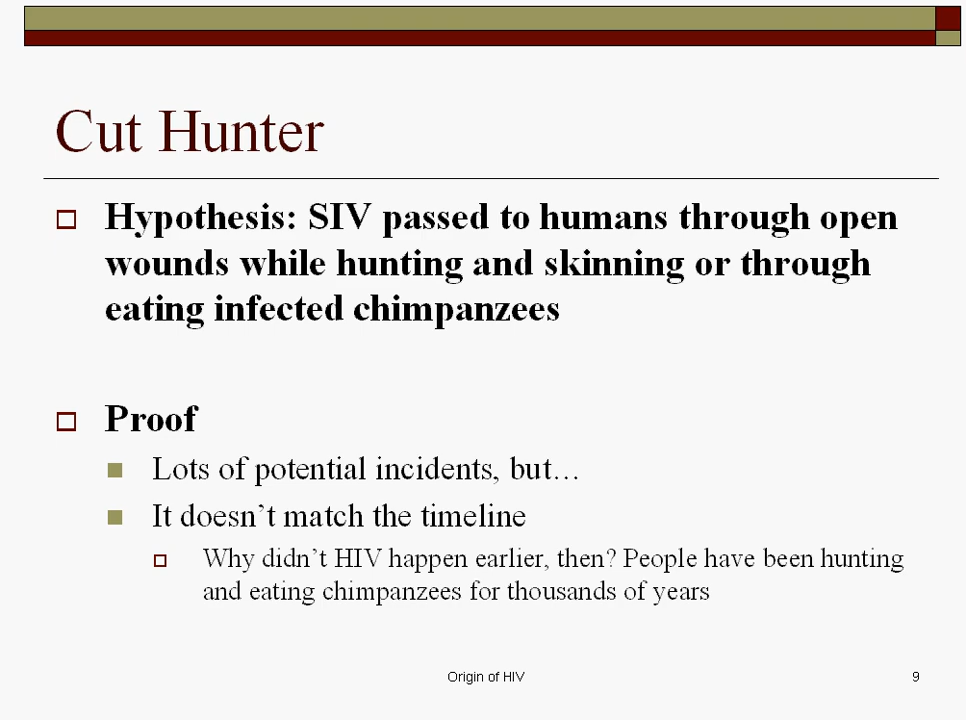 Cut Hunter
Hypothesis: SIV passed to humans through open
wounds while hunting and skinning or through
eating infected chimpanzees
Proof
Lots of potential incidents, but…
It doesn’t match the timeline
Why didn’t HIV happen earlier, then? People have been hunting
and eating chimpanzees for thousands of years
Origin of HIV
9